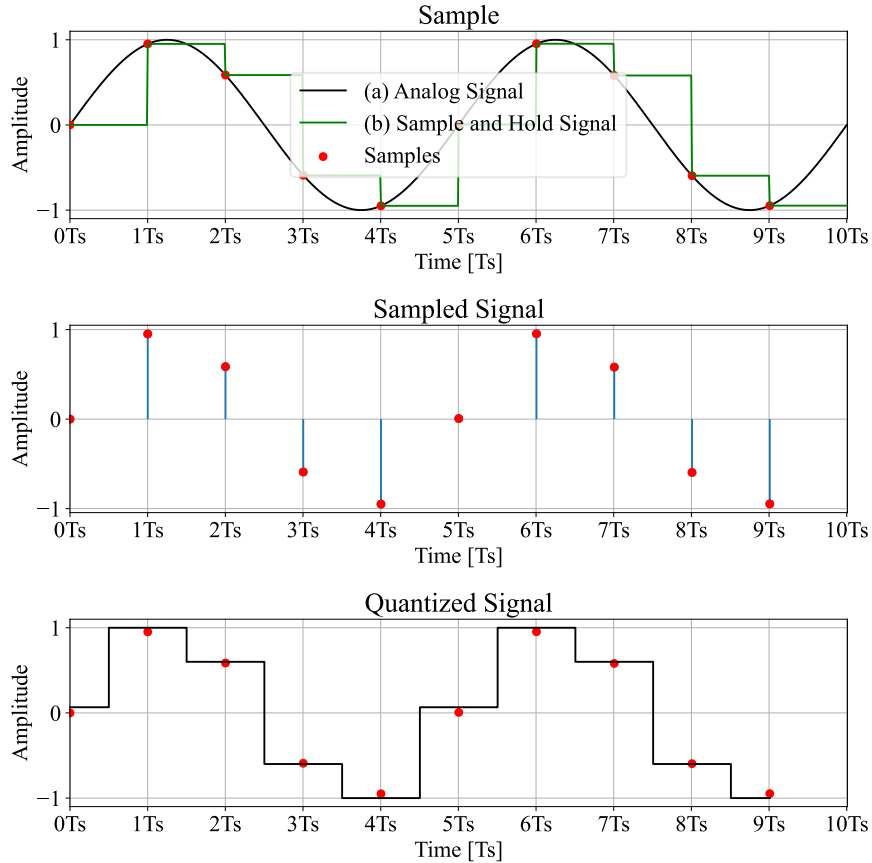 Sample
Amplitude
1
0
−1
(a) Analog Signal
(b) Sample and Hold Signal
Samples
0Ts 1Ts 2Ts 3Ts 4Ts 5Ts 6Ts 7Ts 8Ts 9Ts 10Ts
Time [Ts]
Sampled Signal
Amplitude
1
0
−1
0Ts 1Ts 2Ts 3Ts 4Ts 5Ts 6Ts 7Ts 8Ts 9Ts 10Ts
Time [Ts]
Quantized Signal
Amplitude
1
0
−1
0Ts 1Ts 2Ts 3Ts 4Ts 5Ts 6Ts 7Ts 8Ts 9Ts 10Ts
Time [Ts]